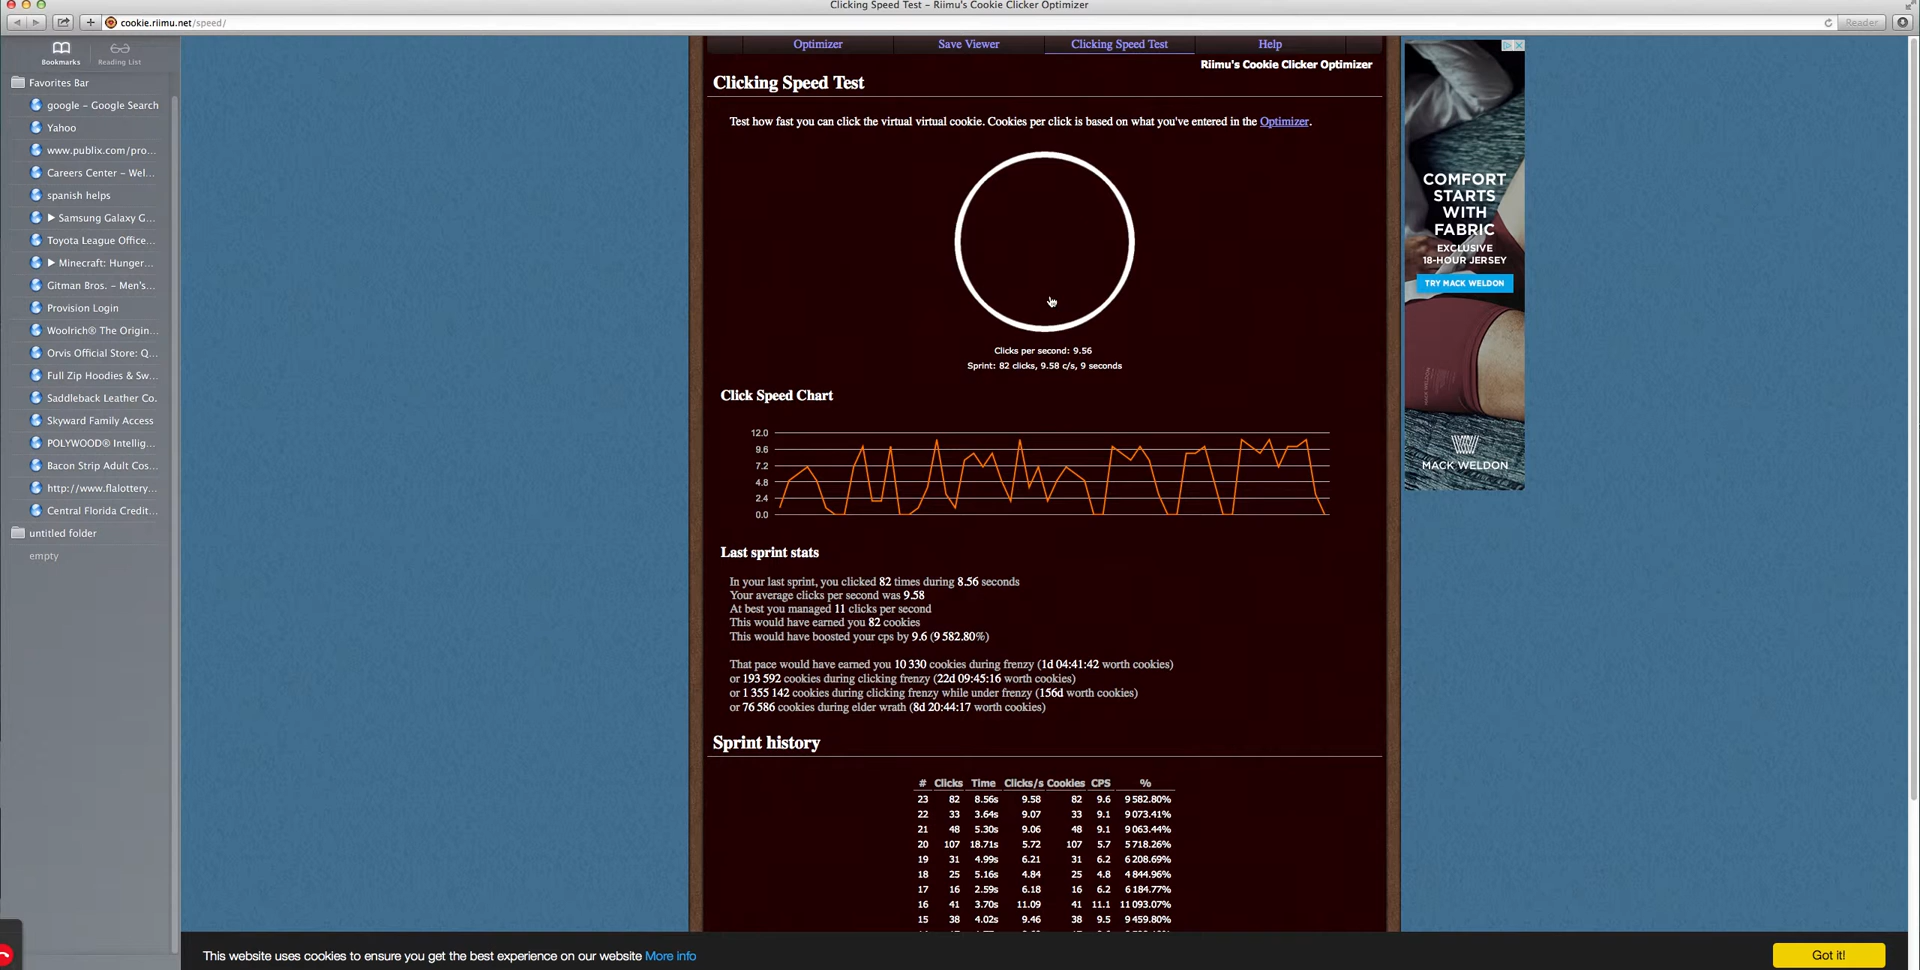 Clicking Speed Test – Riimu's Cookie Clicker Optimizer
cookie.riimu.net/speed/
Reader
Bookmarks
Reading List
Favorites Bar
google – Google Search
Yahoo
www.publix.com/pro...
Careers Center – Wel...
spanish helps
▶ Samsung Galaxy G...
Toyota League Office...
▶ Minecraft: Hunger...
Gitman Bros. – Men's...
Provision Login
Woolrich® The Origin...
Orvis Official Store: Q...
Full Zip Hoodies & Sw...
Saddleback Leather Co.
Skyward Family Access
POLYWOOD® Intellig...
Bacon Strip Adult Cos...
http://www.flalottery...
Central Florida Credit...
untitled folder
empty
Optimizer Save Viewer Clicking Speed Test Help
Riimu's Cookie Clicker Optimizer
Clicking Speed Test
Test how fast you can click the virtual virtual cookie. Cookies per click is based on what you've entered in the Optimizer.
Clicks per second: 9.56
Sprint: 82 clicks, 9.58 c/s, 9 seconds
Click Speed Chart
12.0
9.6
7.2
4.8
2.4
0.0
Last sprint stats
In your last sprint, you clicked 82 times during 8.56 seconds
Your average clicks per second was 9.58
At best you managed 11 clicks per second
This would have earned you 82 cookies
This would have boosted your cps by 9.6 (9 582.80%)
That pace would have earned you 10 330 cookies during frenzy (1d 04:41:42 worth cookies)
or 193 592 cookies during clicking frenzy (22d 09:45:16 worth cookies)
or 1 355 142 cookies during clicking frenzy while under frenzy (156d worth cookies)
or 76 586 cookies during elder wrath (8d 20:44:17 worth cookies)
Sprint history
# Clicks Time Clicks/s Cookies CPS %
23 82 8.56s 9.58 82 9.6 9 582.80%
22 33 3.64s 9.07 33 9.1 9 073.41%
21 48 5.30s 9.06 48 9.1 9 063.44%
20 107 18.71s 5.72 107 5.7 5 718.26%
19 31 4.99s 6.21 31 6.2 6 208.69%
18 25 5.16s 4.84 25 4.8 4 844.96%
17 16 2.59s 6.18 16 6.2 6 184.77%
16 41 3.70s 11.09 41 11.1 11 093.07%
15 38 4.02s 9.46 38 9.5 9 459.80%
COMFORT
STARTS
WITH
FABRIC
EXCLUSIVE
18-HOUR JERSEY
TRY MACK WELDON
MACK WELDON
This website uses cookies to ensure you get the best experience on our website More info
Got it!